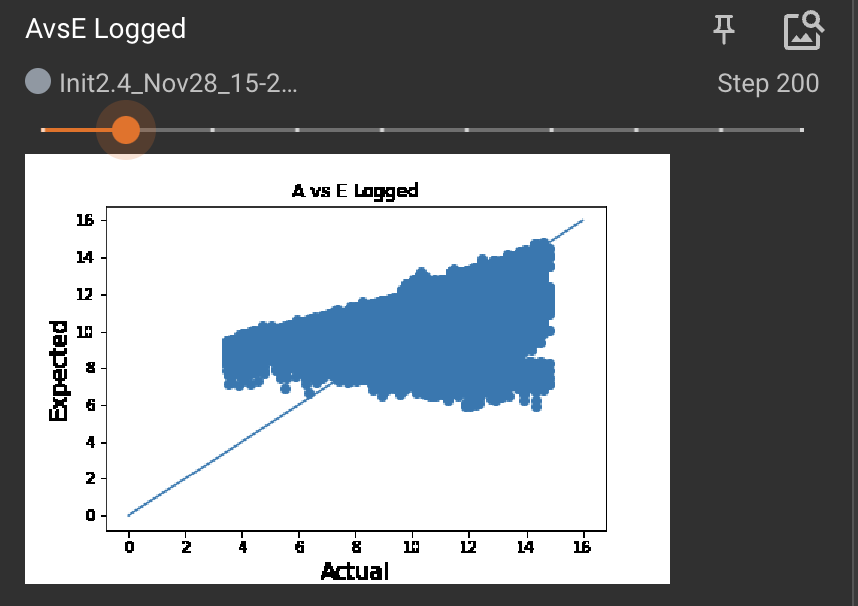 AvsE Logged
Init2.4_Nov28_15-2...
Step 200
A vs E Logged
16
14
12
10
8
6
4
2
0
Expected
0 2 4 6 8 10 12 14 16
Actual